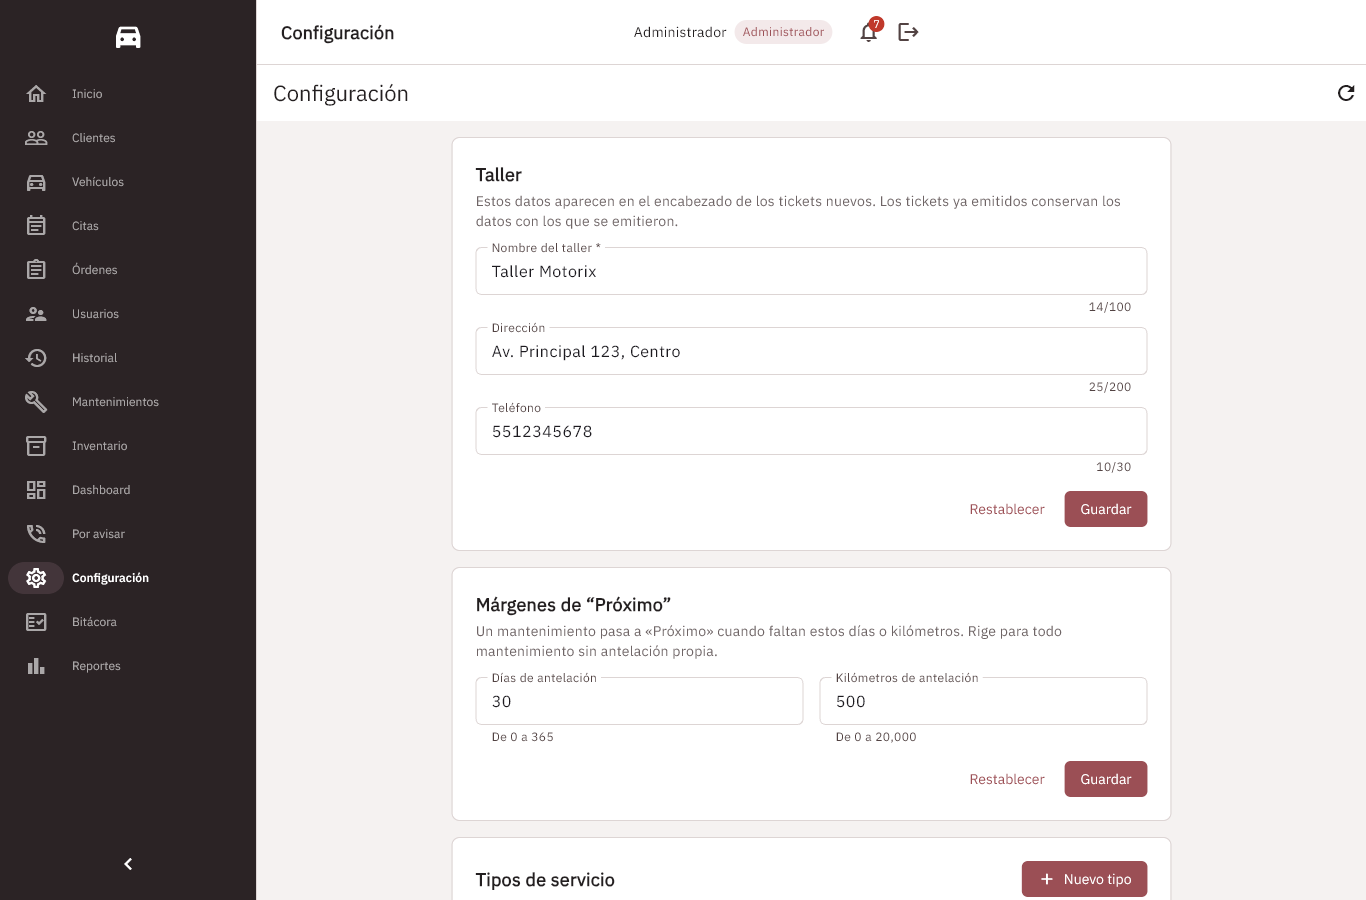 Configuración
Administrador
Administrador
7
Inicio
Clientes
Vehículos
Citas
Órdenes
Usuarios
Historial
Mantenimientos
Inventario
Dashboard
Por avisar
Configuración
Bitácora
Reportes
Configuración
Taller
Estos datos aparecen en el encabezado de los tickets nuevos. Los tickets ya emitidos conservan los
datos con los que se emitieron.
Nombre del taller *
Taller Motorix
14/100
Dirección
Av. Principal 123, Centro
25/200
Teléfono
5512345678
10/30
Restablecer
Guardar
Márgenes de “Próximo”
Un mantenimiento pasa a «Próximo» cuando faltan estos días o kilómetros. Rige para todo
mantenimiento sin antelación propia.
Días de antelación
30
De 0 a 365
Kilómetros de antelación
500
De 0 a 20,000
Restablecer
Guardar
Tipos de servicio
Nuevo tipo